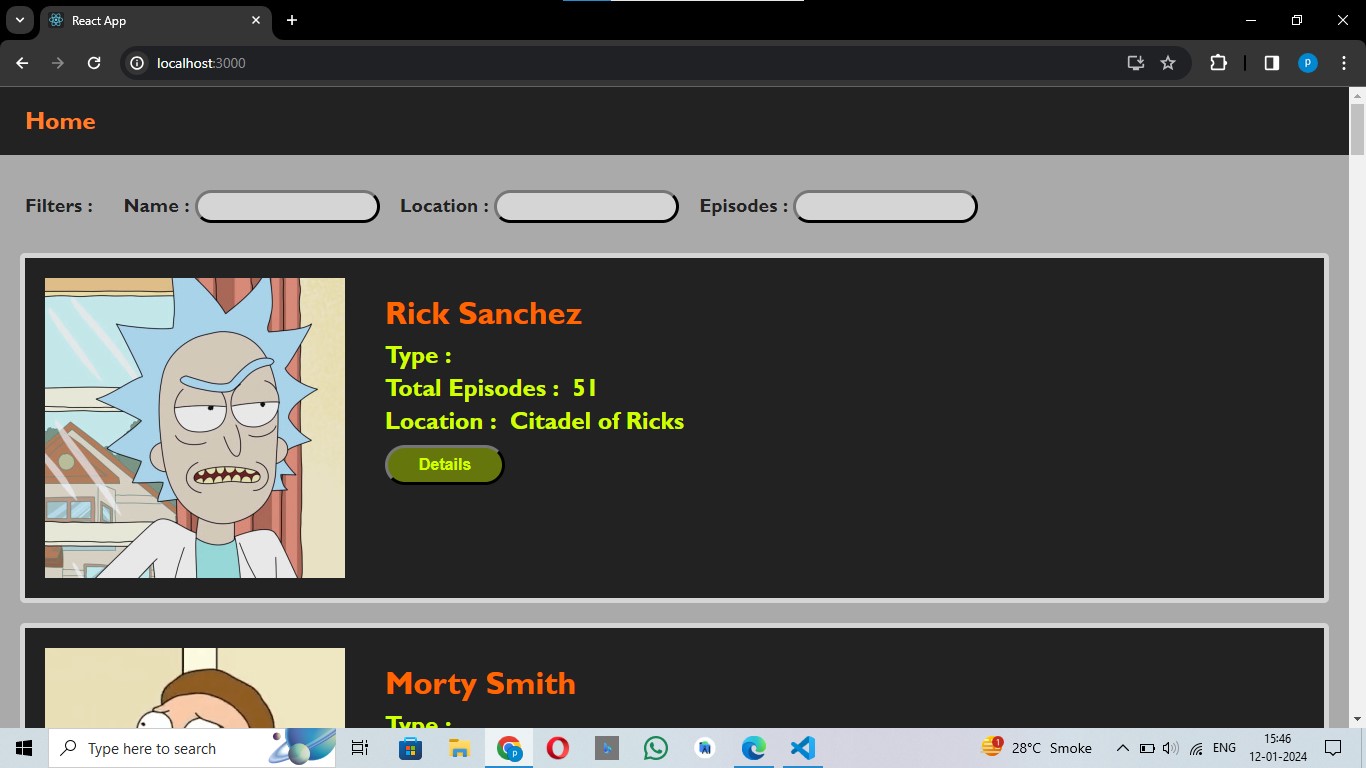 React App
localhost:3000
p
Home
Filters : Name : Location : Episodes :
Rick Sanchez
Type :
Total Episodes : 51
Location : Citadel of Ricks
Details
Morty Smith
Type :
Type here to search
p
1
28°C Smoke
ENG
15:46
12-01-2024